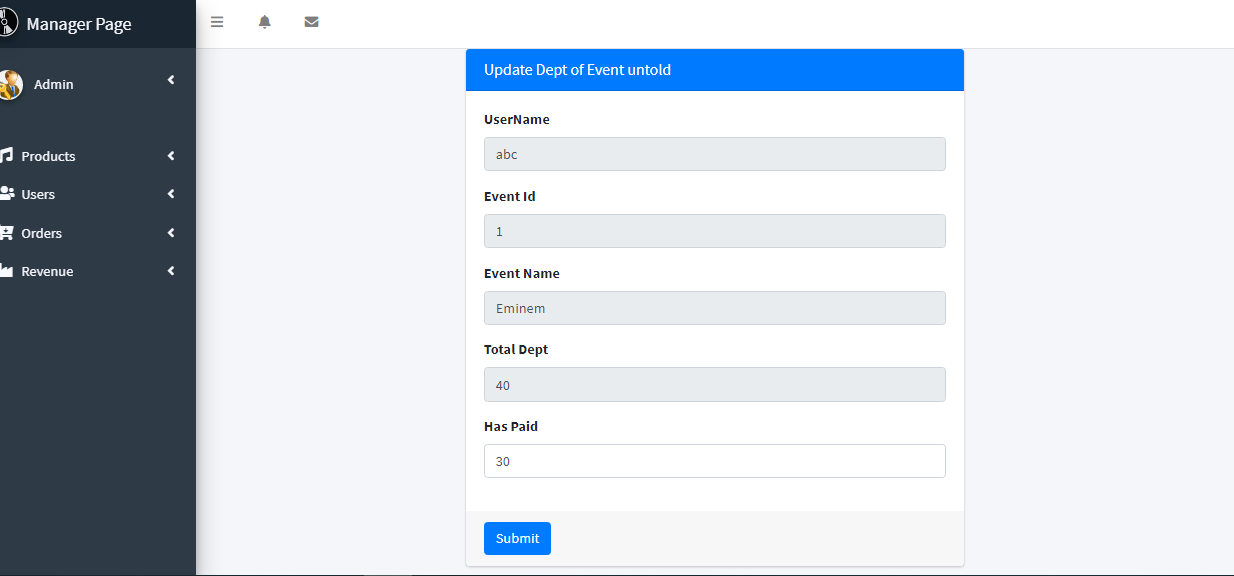 Manager Page
Admin
Products
Users
Orders
Revenue
Update Dept of Event untold
UserName
abc
Event Id
1
Event Name
Eminem
Total Dept
40
Has Paid
30
Submit